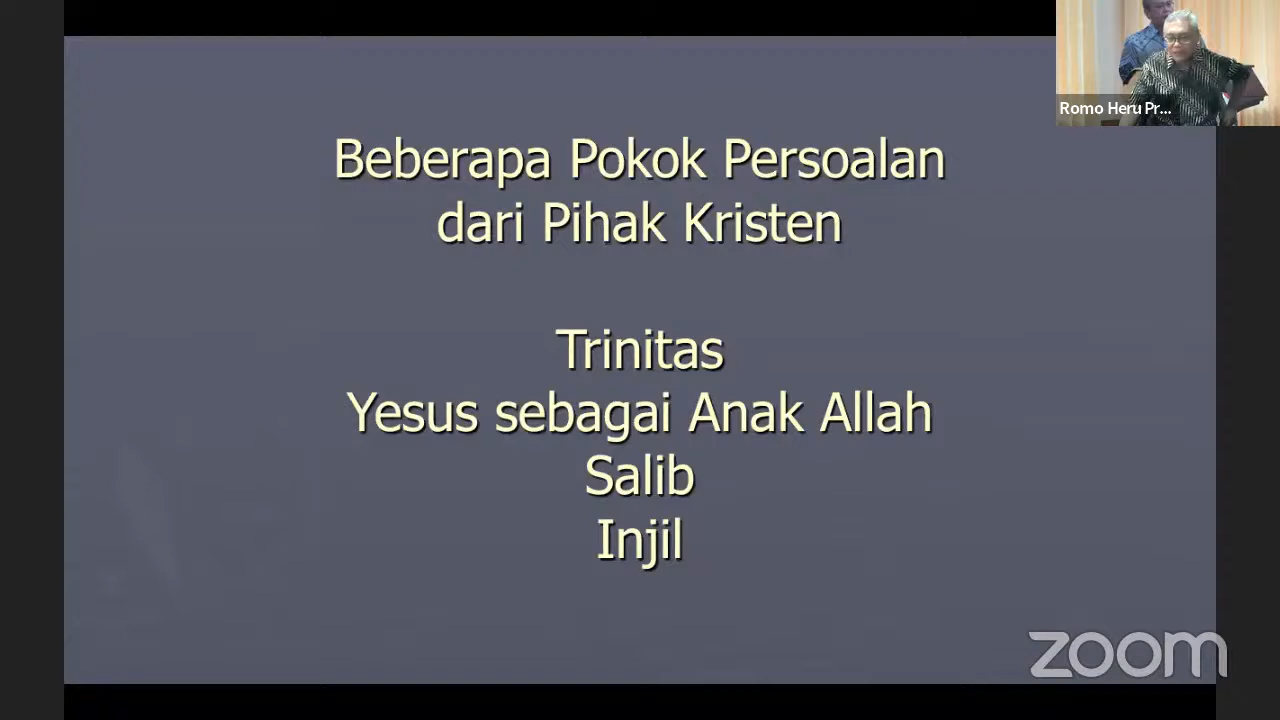 Romo Heru Pr...
Beberapa Pokok Persoalan
dari Pihak Kristen
Trinitas
Yesus sebagai Anak Allah
Salib
Injil
zoom